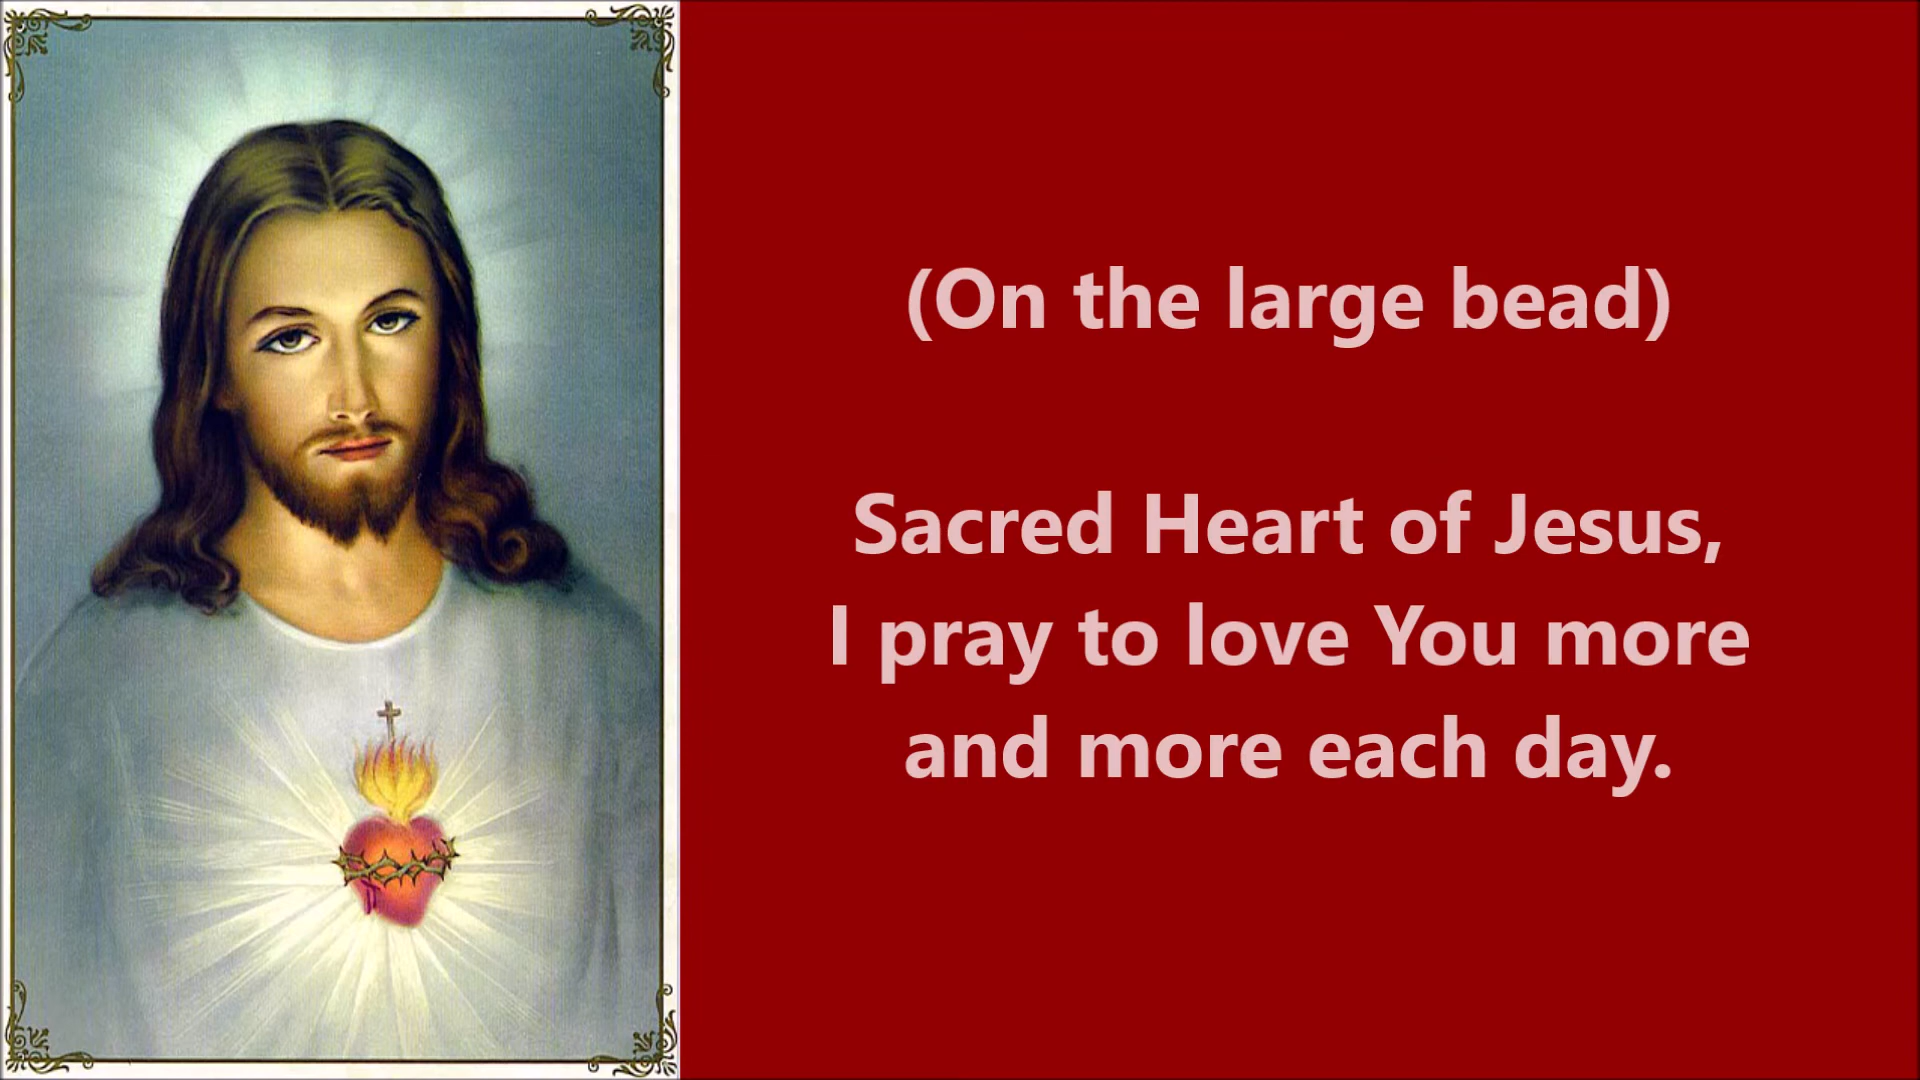 (On the large bead)
Sacred Heart of Jesus,
I pray to love You more
and more each day.